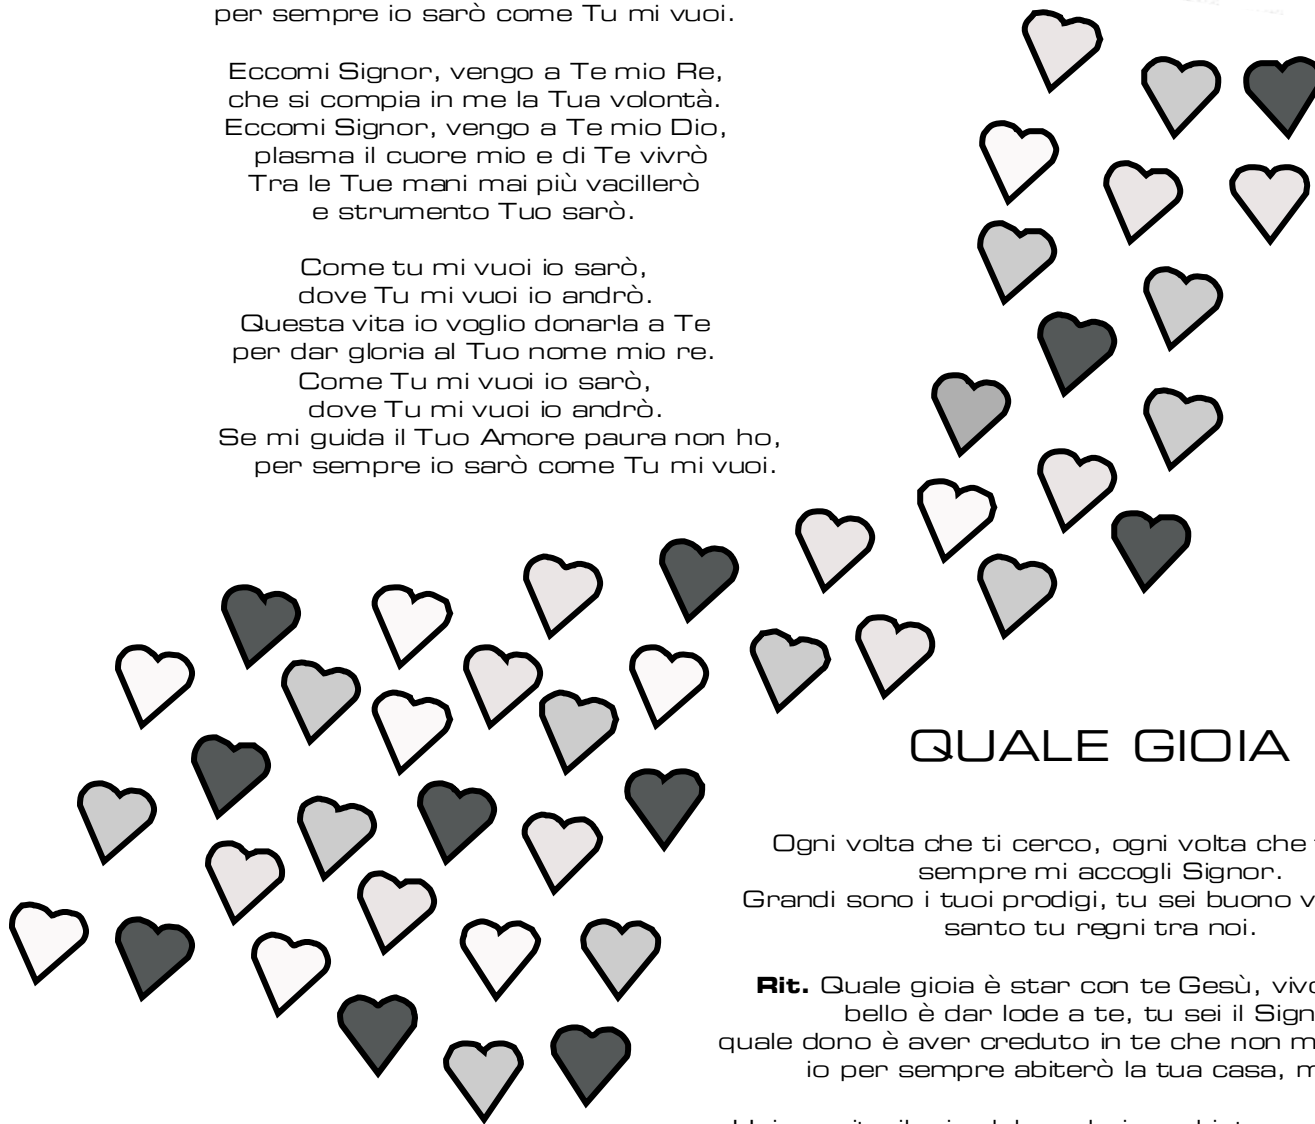 per sempre io sarò come Tu mi vuoi.
Eccomi Signor, vengo a Te mio Re,
che si compia in me la Tua volontà.
Eccomi Signor, vengo a Te mio Dio,
plasma il cuore mio e di Te vivrò
Tra le Tue mani mai più vacillerò
e strumento Tuo sarò.
Come tu mi vuoi io sarò,
dove Tu mi vuoi io andrò.
Questa vita io voglio donarla a Te
per dar gloria al Tuo nome mio re.
Come Tu mi vuoi io sarò,
dove Tu mi vuoi io andrò.
Se mi guida il Tuo Amore paura non ho,
per sempre io sarò come Tu mi vuoi.
QUALE GIOIA
Ogni volta che ti cerco, ogni volta che
sempre mi accogli Signor.
Grandi sono i tuoi prodigi, tu sei buono
santo tu regni tra noi.
Rit. Quale gioia è star con te Gesù,
bello è dar lode a te, tu sei il
quale dono è aver creduto in te che non
io per sempre abiterò la tua casa,